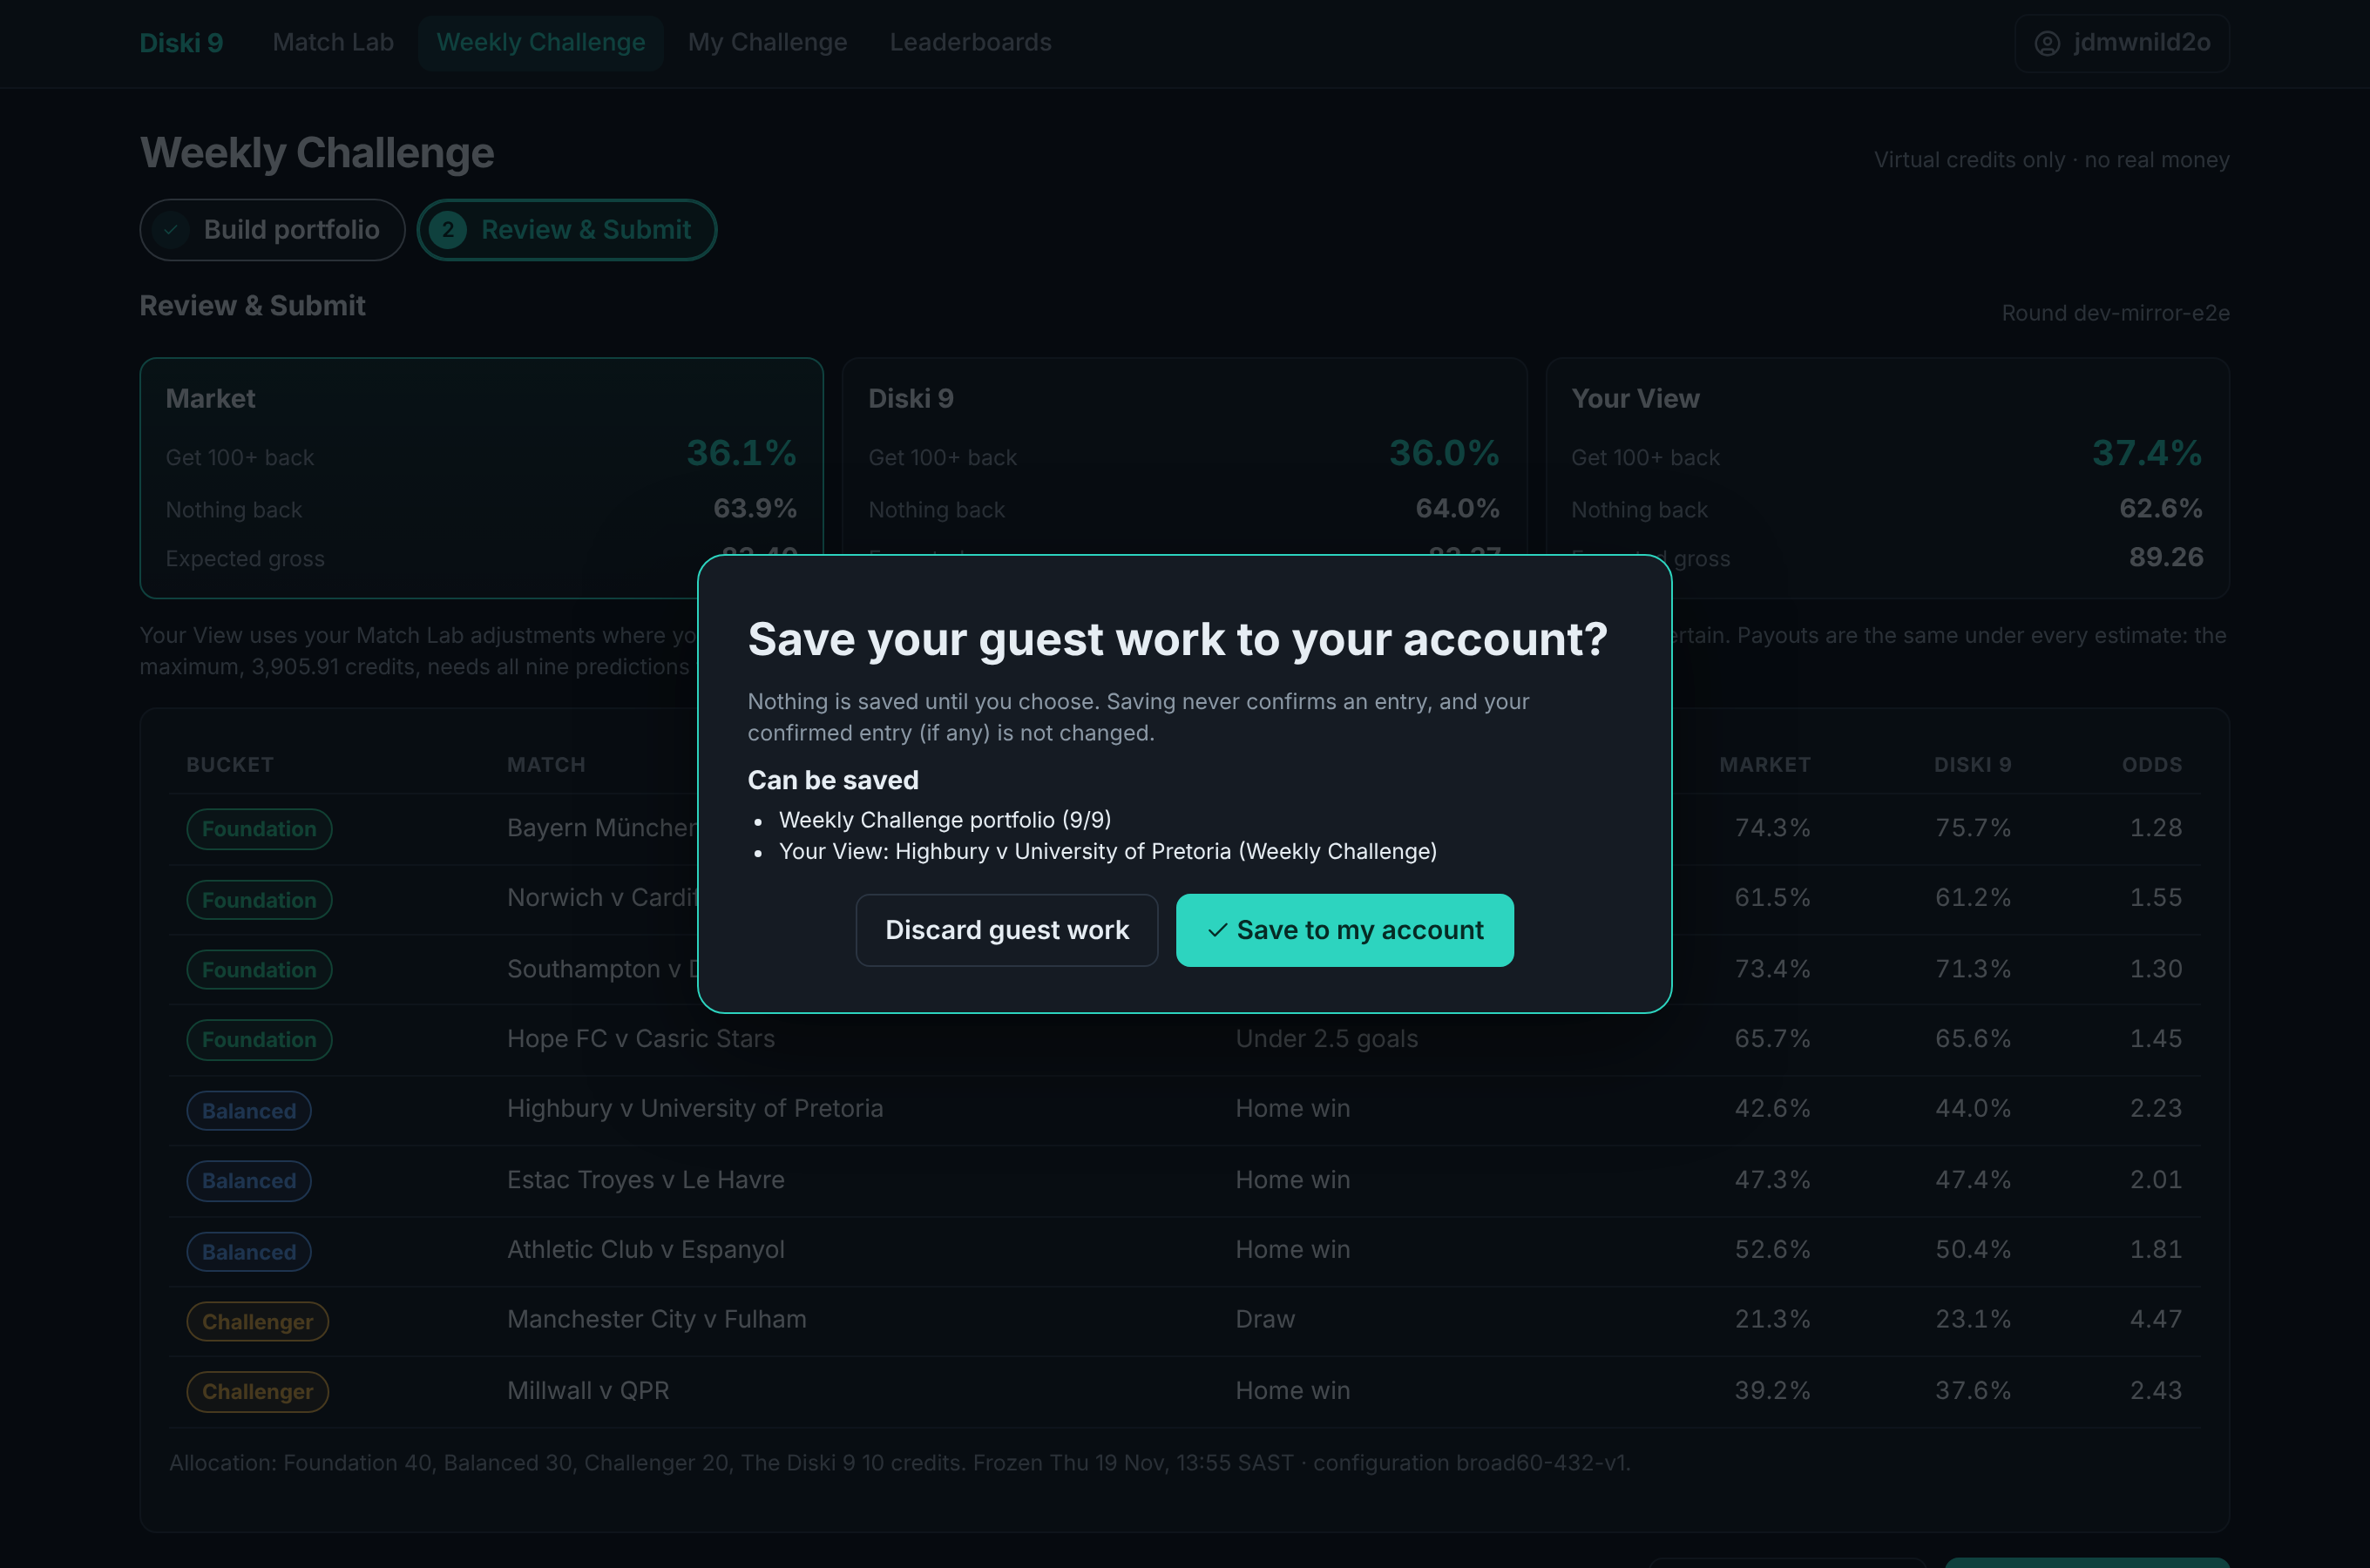 Diski 9 Match Lab Weekly Challenge My Challenge Leaderboards jdmwnild2o
Weekly Challenge
Virtual credits only · no real money
Build portfolio 2 Review & Submit
Review & Submit
Round dev-mirror-e2e
Market
Get 100+ back 36.1%
Nothing back 63.9%
Expected gross
Diski 9
Get 100+ back 36.0%
Nothing back 64.0%
Your View
Get 100+ back 37.4%
Nothing back 62.6%
gross 89.26
Your View uses your Match Lab adjustments where
Payouts are the same under every estimate: the
maximum, 3,905.91 credits, needs all nine predictions
Save your guest work to your account?
Nothing is saved until you choose. Saving never confirms an entry, and your
confirmed entry (if any) is not changed.
Can be saved
• Weekly Challenge portfolio (9/9)
• Your View: Highbury v University of Pretoria (Weekly Challenge)
Discard guest work Save to my account
BUCKET MATCH MARKET DISKI 9 ODDS
Foundation Bayern 74.3% 75.7% 1.28
Foundation Norwich v 61.5% 61.2% 1.55
Foundation Southampton v 73.4% 71.3% 1.30
Foundation Hope FC v Casric Stars Under 2.5 goals 65.7% 65.6% 1.45
Balanced Highbury v University of Pretoria Home win 42.6% 44.0% 2.23
Balanced Estac Troyes v Le Havre Home win 47.3% 47.4% 2.01
Balanced Athletic Club v Espanyol Home win 52.6% 50.4% 1.81
Challenger Manchester City v Fulham Draw 21.3% 23.1% 4.47
Challenger Millwall v QPR Home win 39.2% 37.6% 2.43
Allocation: Foundation 40, Balanced 30, Challenger 20, The Diski 9 10 credits. Frozen Thu 19 Nov, 13:55 SAST · configuration broad60-432-v1.